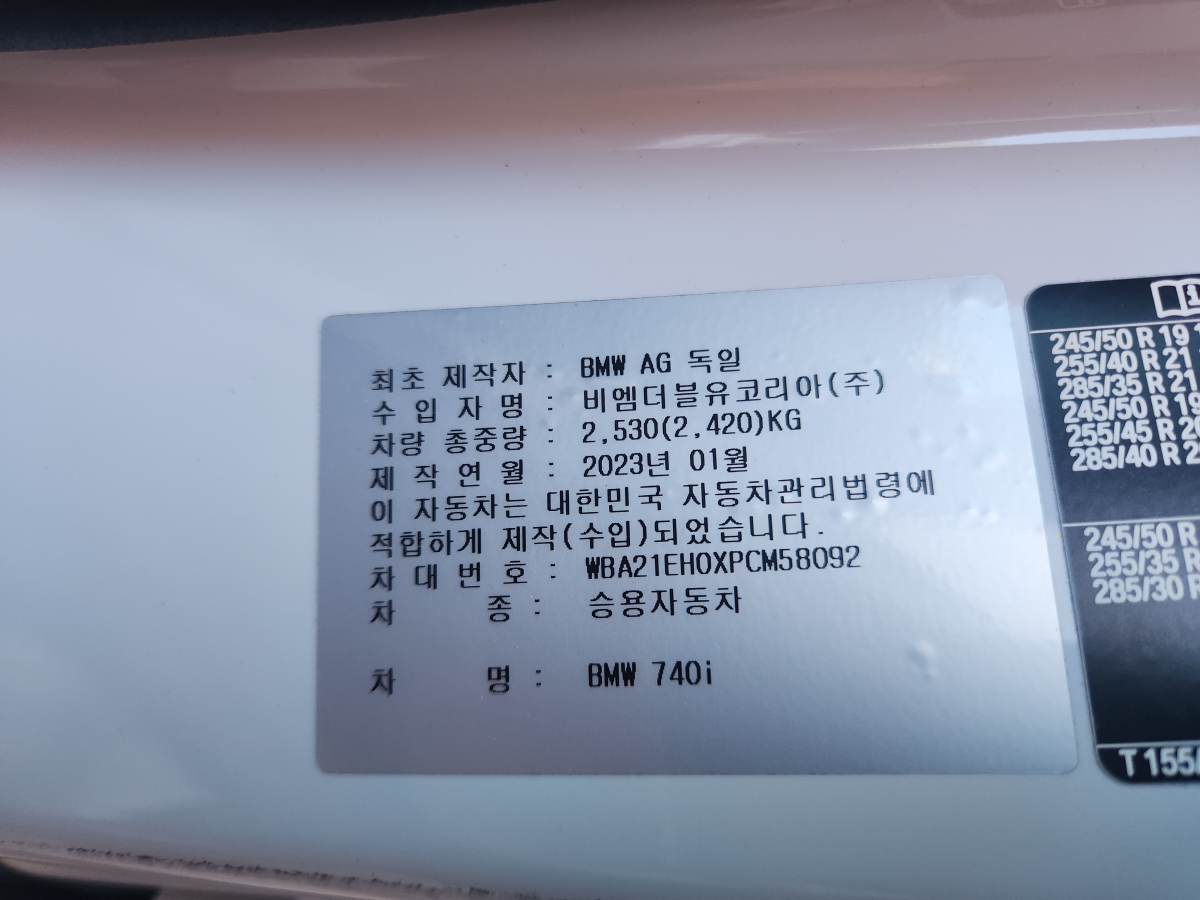 최초 제작자 : BMW AG 독일
수 입 자 명 : 비엠더블유코리아(주)
차량 총중량 : 2,530(2,420)KG
제 작 연 월 : 2023년 01월
이 자동차는 대한민국 자동차관리법령에
적합하게 제작(수입)되었습니다.
차 대 번 호 : WBA21EH0XPCM58092
차 종 : 승용자동차
차 명 : BMW 740i
245/50 R 19
255/40 R 21
285/35 R 21
245/50 R 19
255/45 R 20
285/40 R 2
245/50 R
255/35 R
285/30 R
T 155/